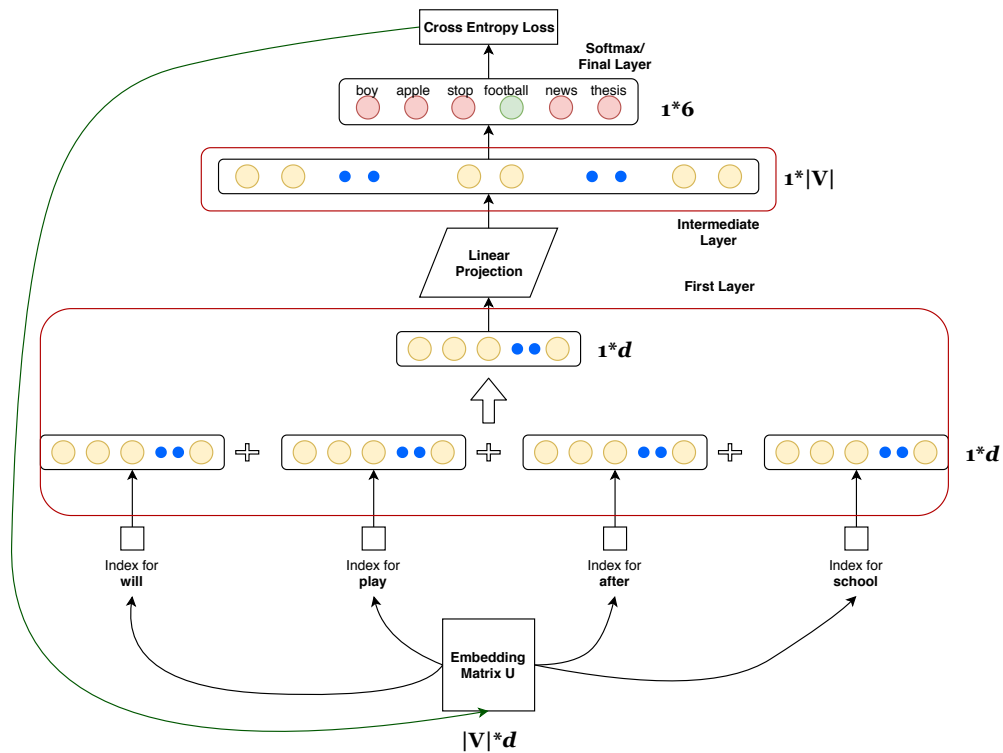 Cross Entropy Loss
Softmax/
Final Layer
boy apple stop football news thesis
1*6
1*|V|
Intermediate
Layer
Linear
Projection
First Layer
1*d
1*d
Index for
will
Index for
play
Index for
after
Index for
school
Embedding
Matrix U
|V|*d